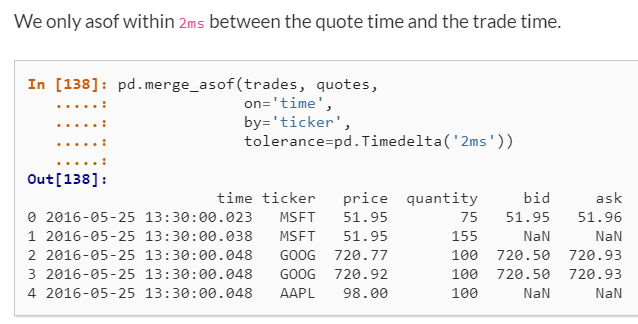 We only asof within 2ms between the quote time and the trade time.
In [138]: pd.merge_asof(trades, quotes,
   .....:               on='time',
   .....:               by='ticker',
   .....:               tolerance=pd.Timedelta('2ms'))
   .....:
Out[138]:
                     time ticker   price  quantity     bid     ask
0 2016-05-25 13:30:00.023   MSFT   51.95        75   51.95   51.96
1 2016-05-25 13:30:00.038   MSFT   51.95       155     NaN     NaN
2 2016-05-25 13:30:00.048   GOOG  720.77       100  720.50  720.93
3 2016-05-25 13:30:00.048   GOOG  720.92       100  720.50  720.93
4 2016-05-25 13:30:00.048   AAPL   98.00       100     NaN     NaN